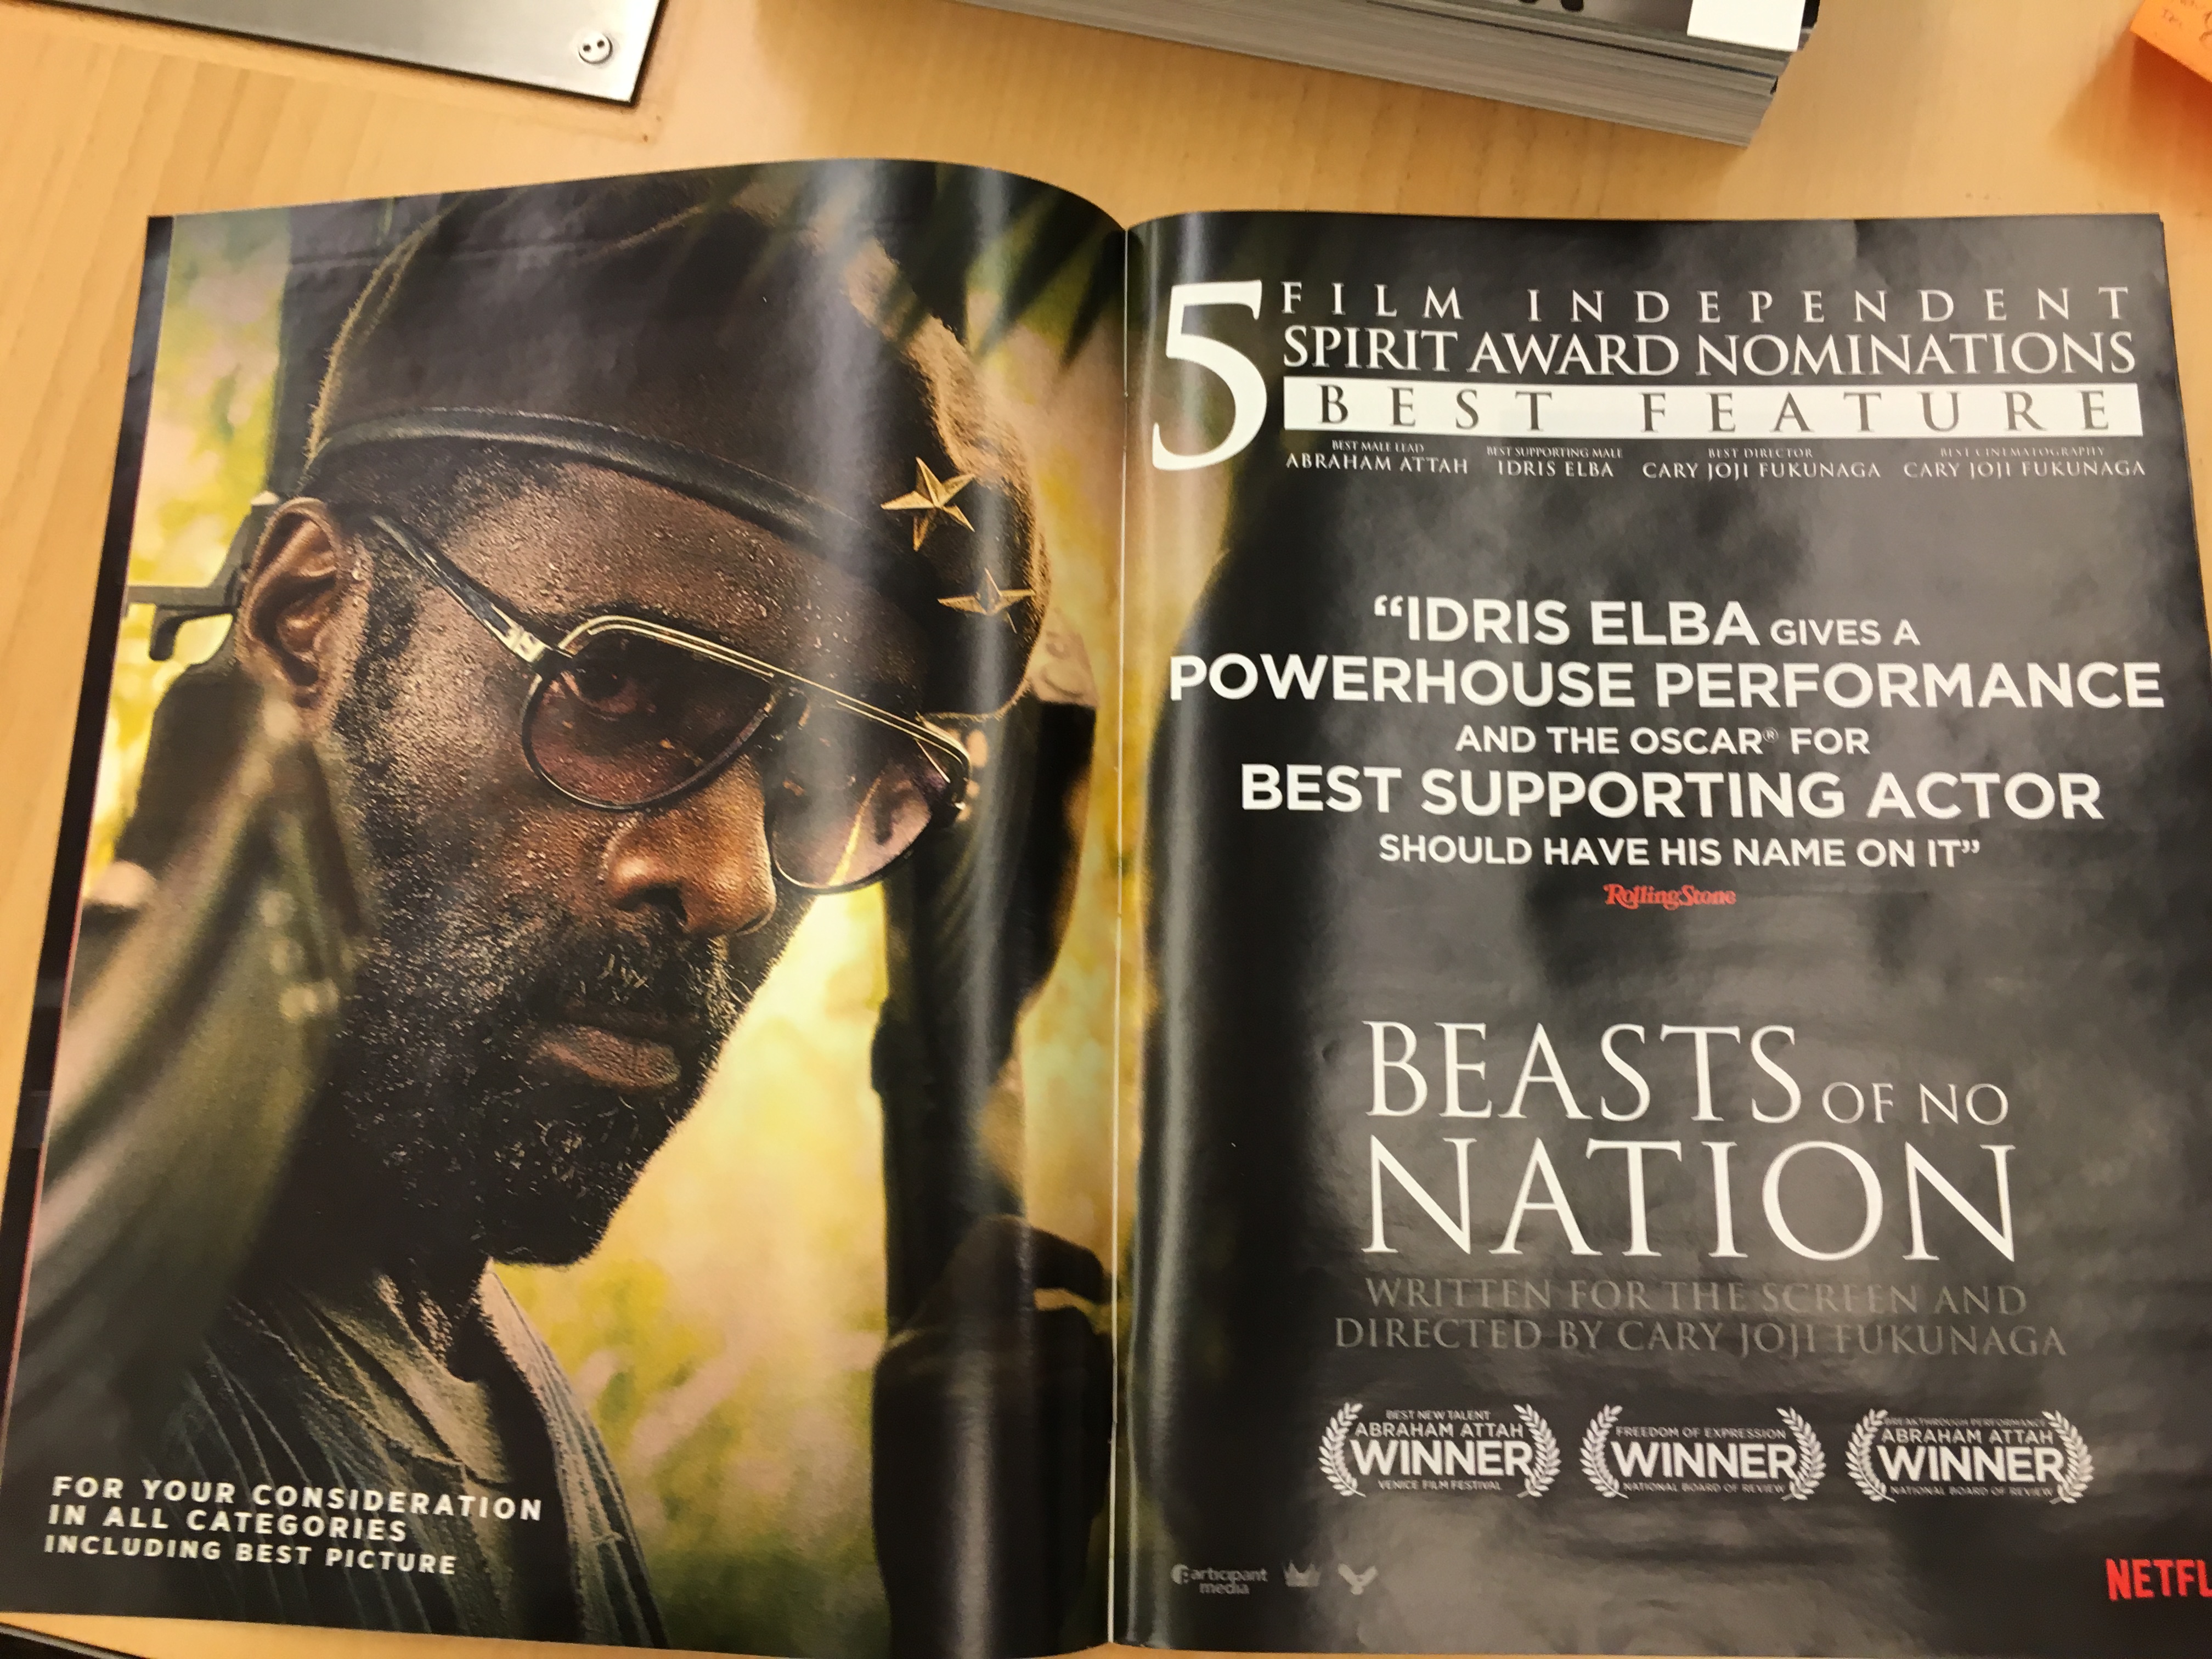 FOR YOUR CONSIDERATION
IN ALL CATEGORIES
INCLUDING BEST PICTURE
5 FILM INDEPENDENT
SPIRIT AWARD NOMINATIONS
BEST FEATURE
BEST MALE LEAD
ABRAHAM ATTAH
BEST SUPPORTING MALE
IDRIS ELBA
BEST DIRECTOR
CARY JOJI FUKUNAGA
BEST CINEMATOGRAPHY
CARY JOJI FUKUNAGA
“IDRIS ELBA GIVES A
POWERHOUSE PERFORMANCE
AND THE OSCAR® FOR
BEST SUPPORTING ACTOR
SHOULD HAVE HIS NAME ON IT”
RollingStone
BEASTS OF NO
NATION
WRITTEN FOR THE SCREEN AND
DIRECTED BY CARY JOJI FUKUNAGA
BEST NEW TALENT
ABRAHAM ATTAH
WINNER
VENICE FILM FESTIVAL
FREEDOM OF EXPRESSION
WINNER
NATIONAL BOARD OF REVIEW
BREAKTHROUGH PERFORMANCE
ABRAHAM ATTAH
WINNER
NATIONAL BOARD OF REVIEW
participant
media
NETFL